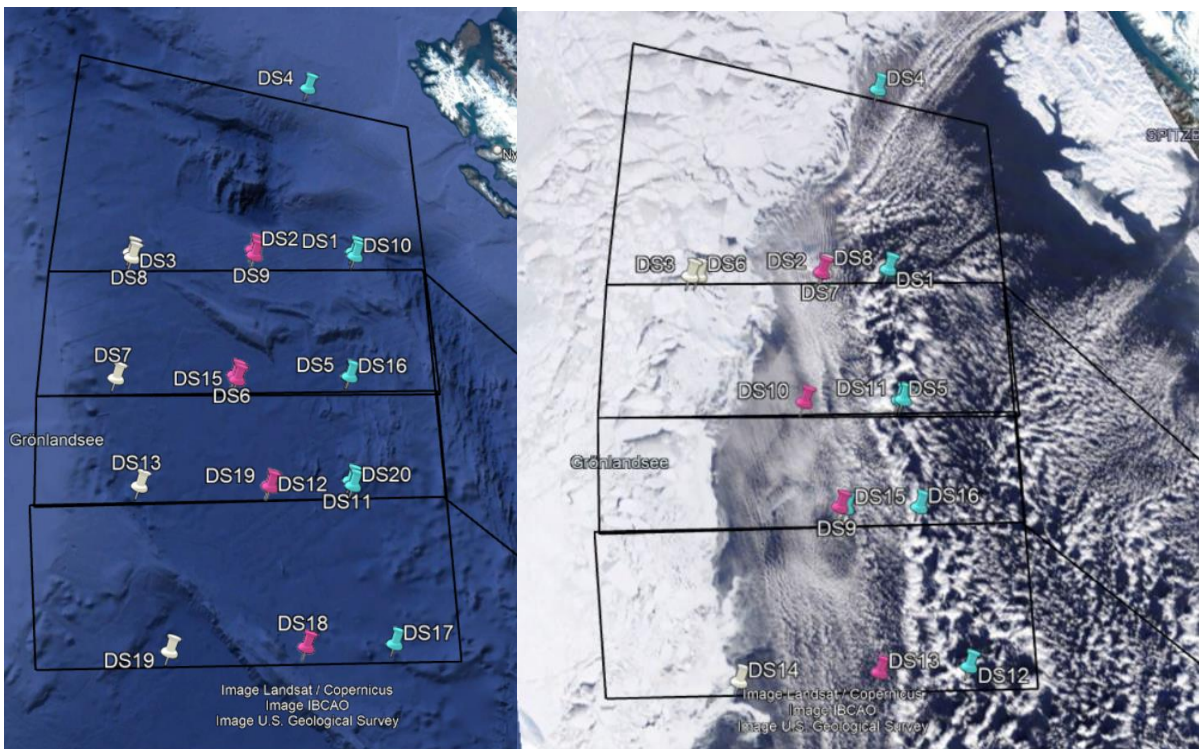 DS4
DS2
DS1
DS10
DS3
DS8
DS9
DS7
DS15
DS6
DS5
DS16
Grönlandsee
DS13
DS19
DS12
DS20
DS11
DS18
DS17
DS19
Image Landsat / Copernicus
Image IBCAO
Image U.S. Geological Survey
DS4
SPITZE
DS3
DS6
DS2
DS8
DS7
DS1
DS10
DS11
DS5
Grönlandsee
DS15
DS16
DS9
DS14
DS13
DS12
Image Landsat / Copernicus
Image IBCAO
Image U.S. Geological Survey